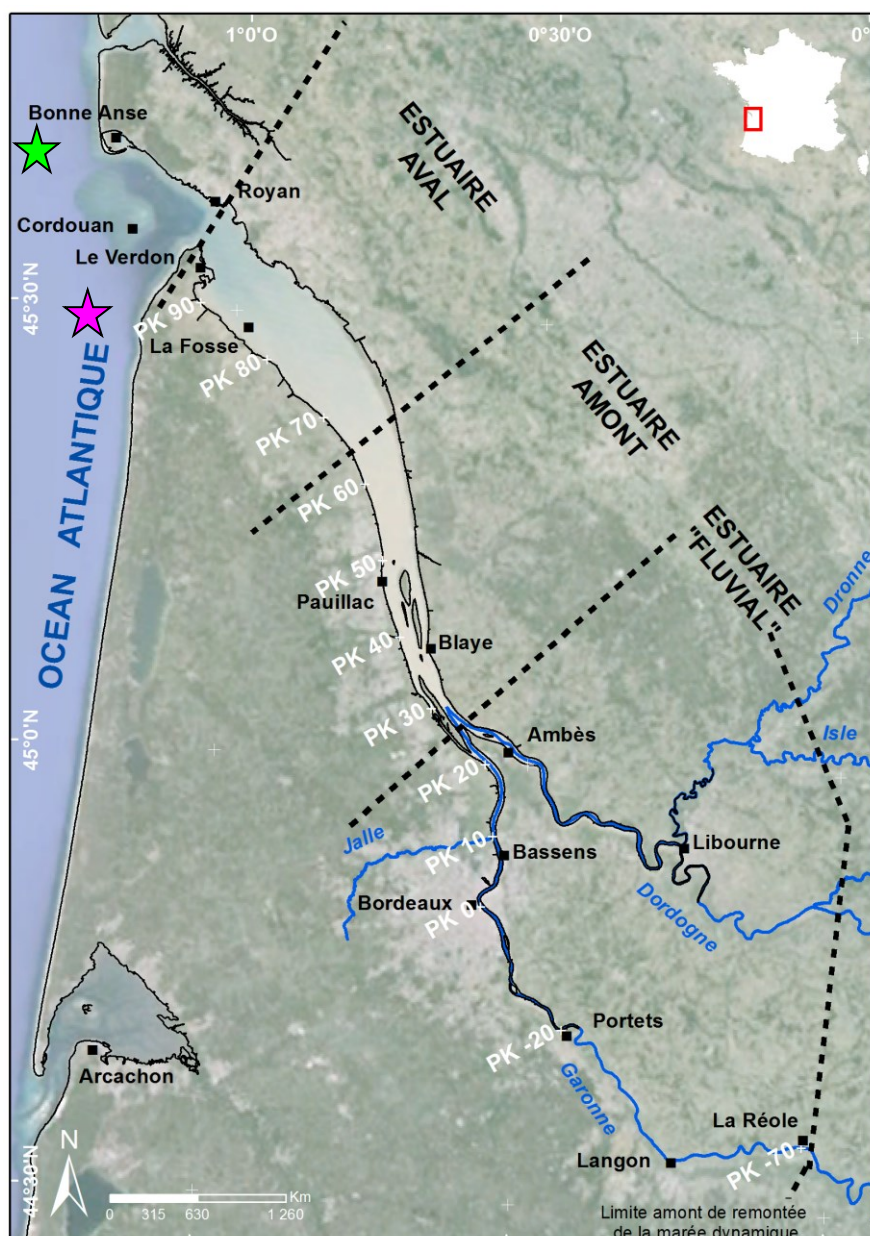 1°0'O
0°30'O
0°
Bonne Anse
ESTUAIRE
AVAL
Royan
Cordouan
Le Verdon
45°30'N
PK 90
La Fosse
PK 80
ESTUAIRE
AMONT
OCEAN ATLANTIQUE
PK 70
PK 60
ESTUAIRE
"FLUVIAL"
PK 50
Pauillac
Dronne
PK 40
Blaye
PK 30
45°0'N
Ambès
Isle
PK 20
Jalle
PK 10
Bassens
Libourne
Bordeaux
PK 0
Dordogne
PK -20
Portets
Arcachon
Garonne
La Réole
PK -70
Langon
44°30'N
N
Km
0 315 630 1 260
Limite amont de remontée
de la marée dynamique